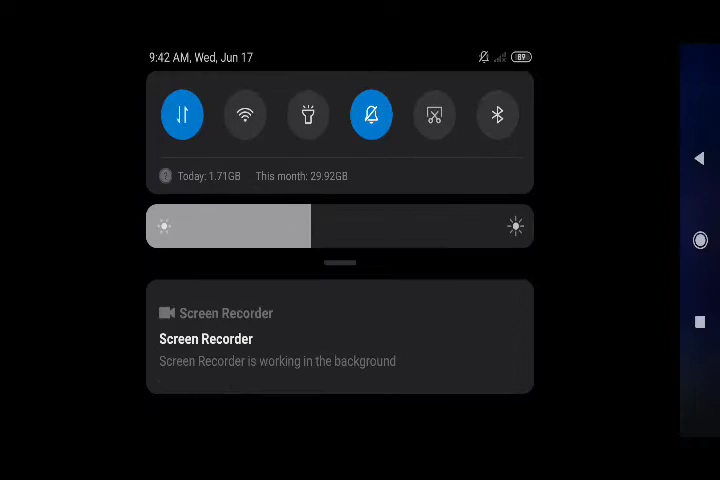 9:42 AM, Wed, Jun 17
89
Today: 1.71GB This month: 29.92GB
Screen Recorder
Screen Recorder
Screen Recorder is working in the background